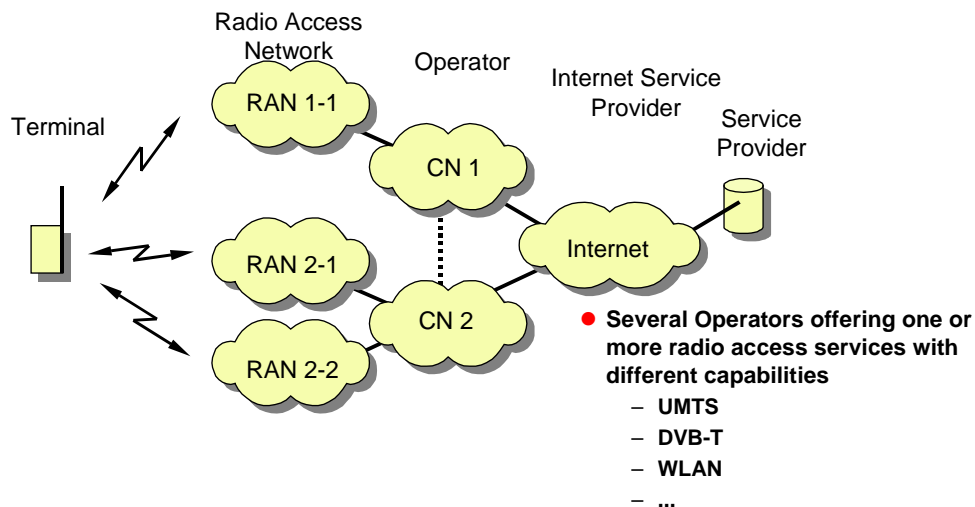 Radio Access
Network
Operator
Internet Service
Provider
Service
Provider
Terminal
RAN 1-1
CN 1
RAN 2-1
Internet
CN 2
RAN 2-2
● Several Operators offering one or
more radio access services with
different capabilities
– UMTS
– DVB-T
– WLAN
– ...